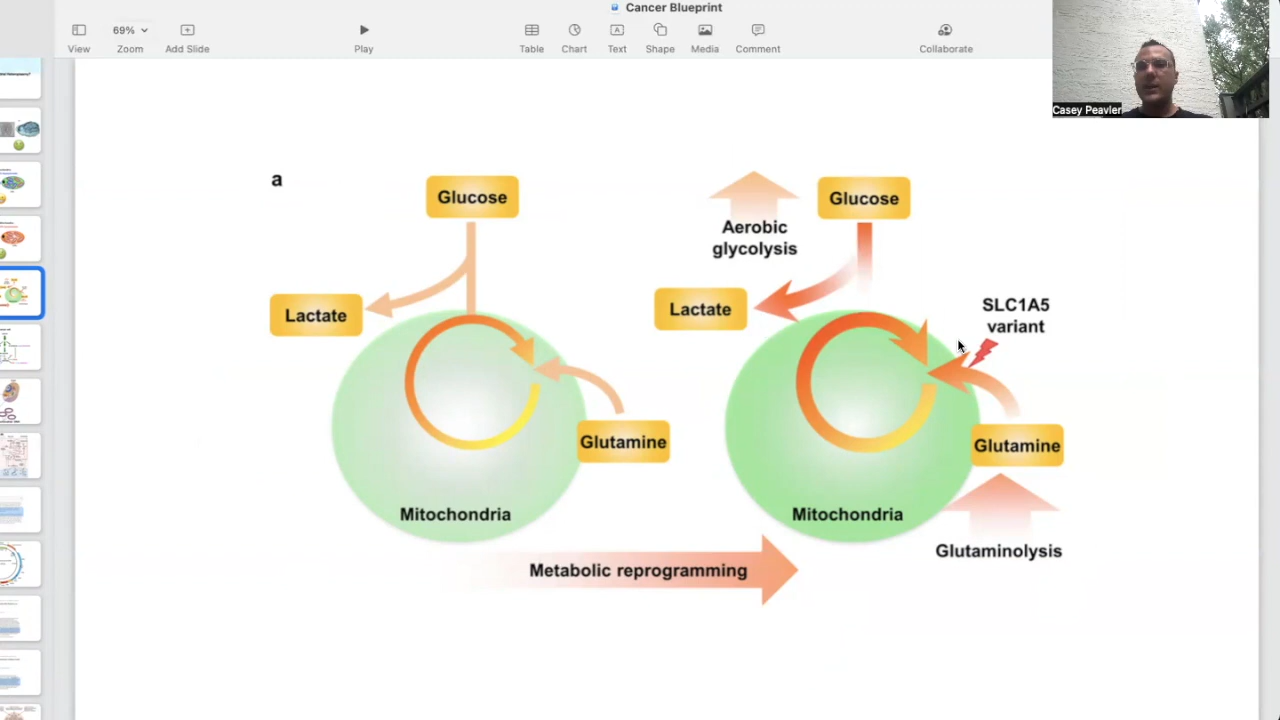 Cancer Blueprint
69%
View
Zoom
Add Slide
Play
Table
Chart
Text
Shape
Media
Comment
Collaborate
Casey Peavler
a
Glucose
Lactate
Glutamine
Mitochondria
Aerobic
glycolysis
Glucose
Lactate
SLC1A5
variant
Glutamine
Mitochondria
Glutaminolysis
Metabolic reprogramming